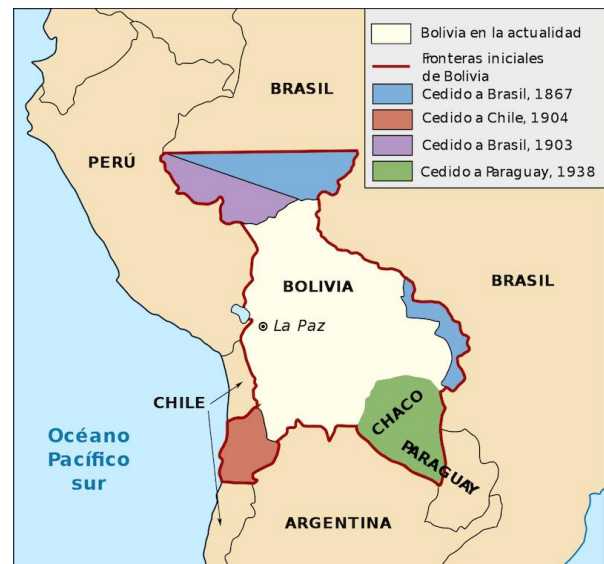 Bolivia en la actualidad
Fronteras iniciales
de Bolivia
Cedido a Brasil, 1867
Cedido a Chile, 1904
Cedido a Brasil, 1903
Cedido a Paraguay, 1938
BRASIL
PERÚ
BRASIL
BOLIVIA
La Paz
CHILE
CHACO
PARAGUAY
Océano
Pacífico
sur
ARGENTINA